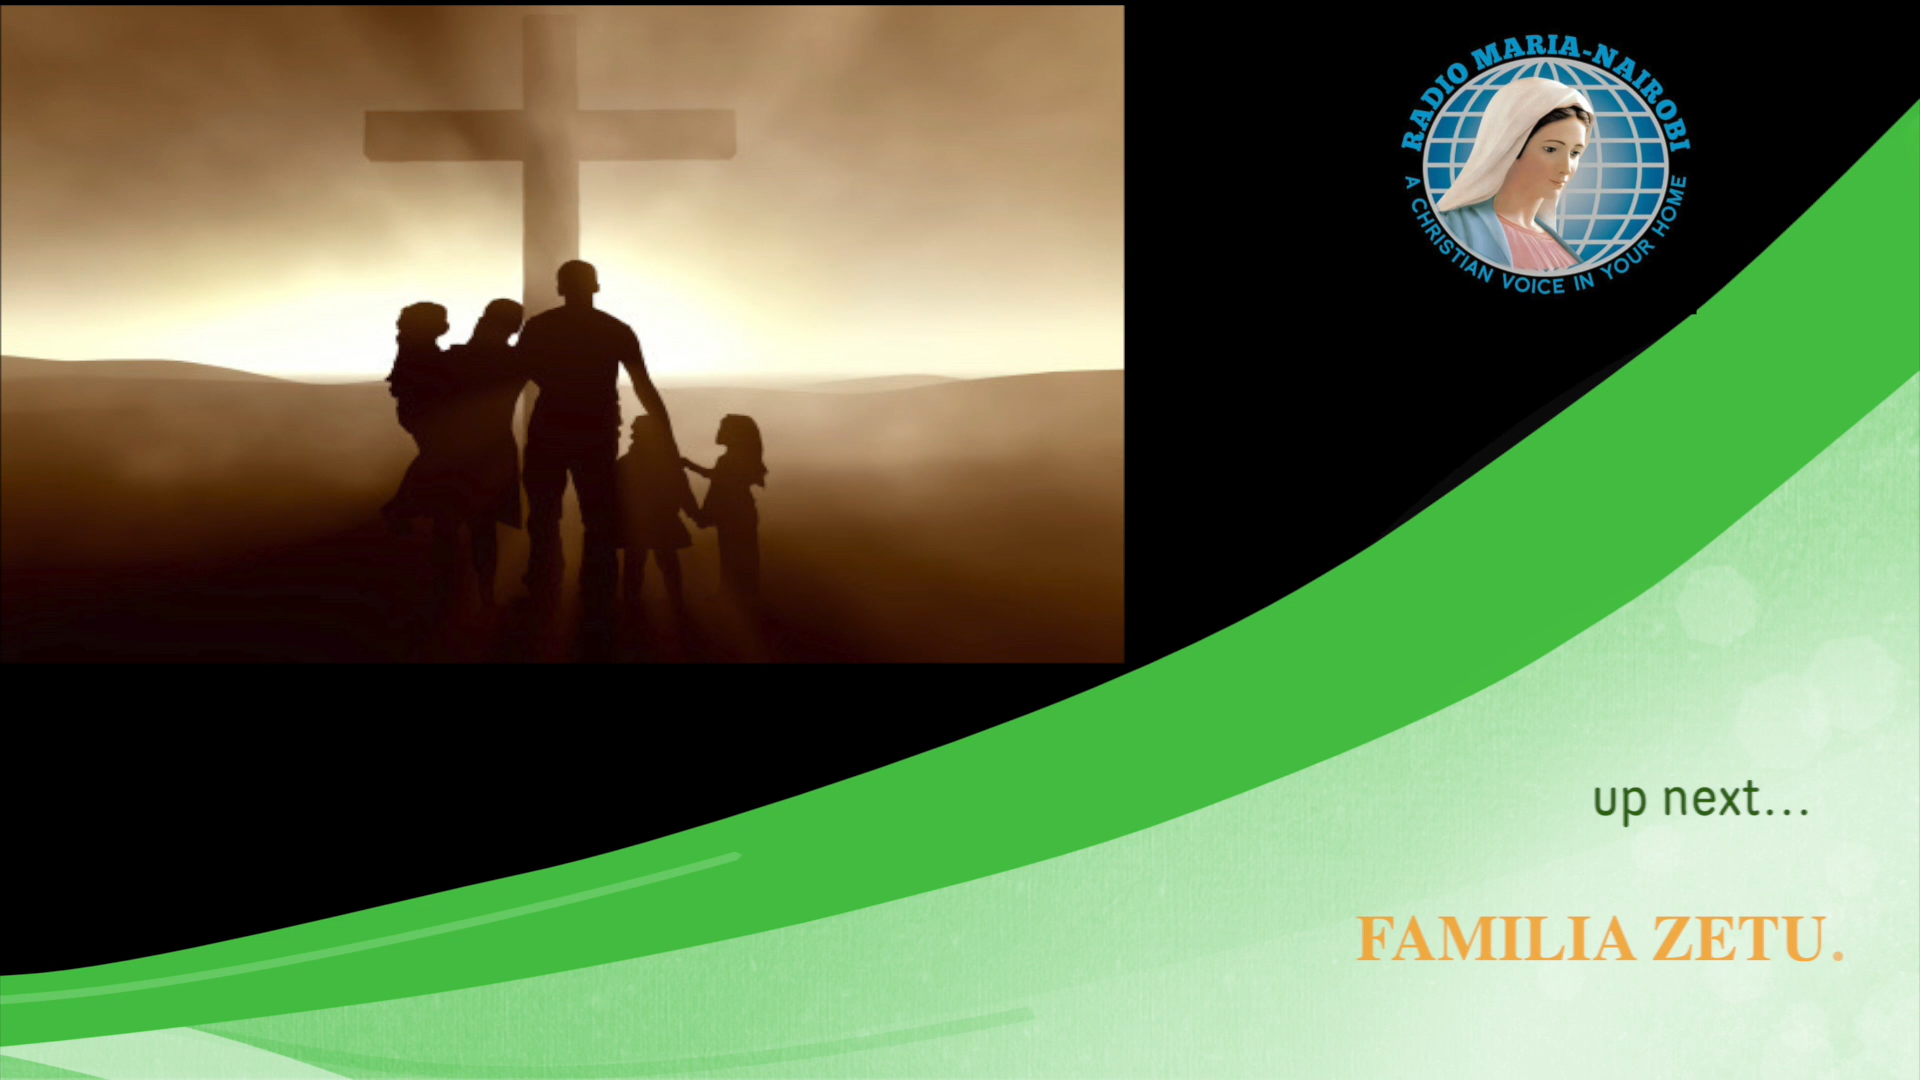 RADIO MARIA-NAIROBI
A CHRISTIAN VOICE IN YOUR HOME
up next...
FAMILIA ZETU.